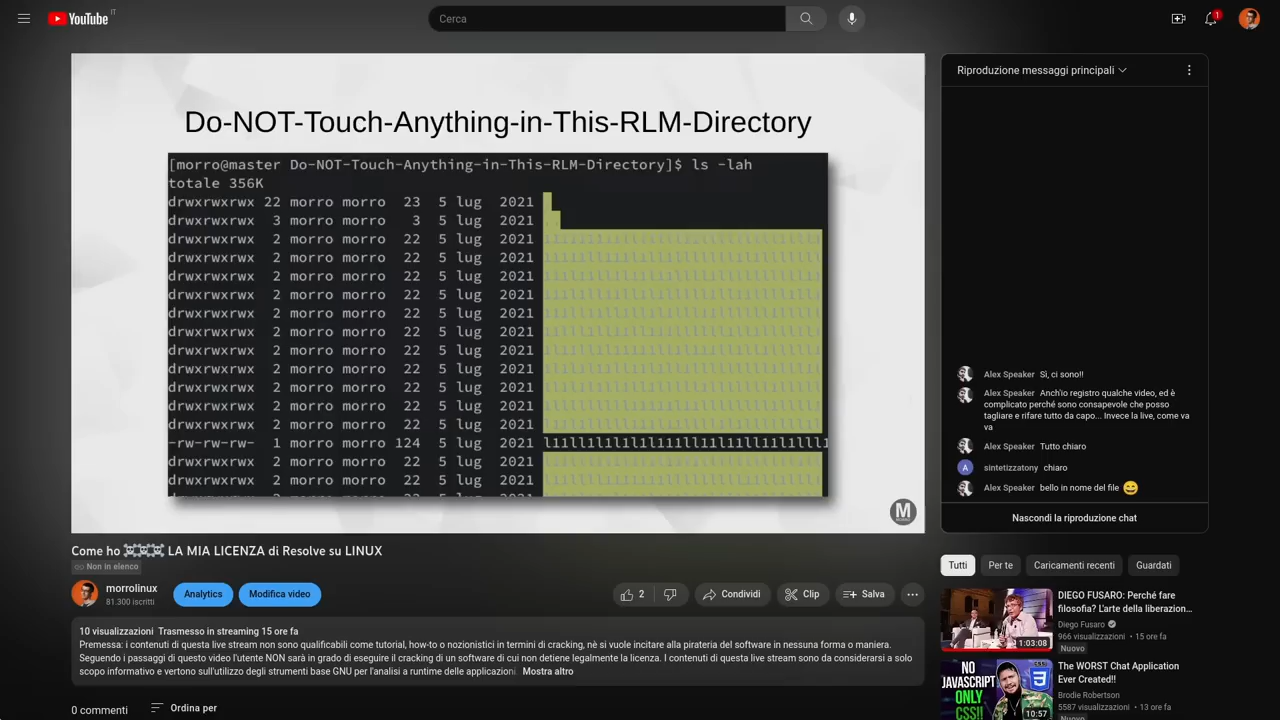 YouTube IT
Cerca
1
Do-NOT-Touch-Anything-in-This-RLM-Directory
[morro@master Do-NOT-Touch-Anything-in-This-RLM-Directory]$ ls -lah
totale 356K
drwxrwxrwx 22 morro morro 23 5 lug 2021
drwxrwxrwx 3 morro morro 3 5 lug 2021
drwxrwxrwx 2 morro morro 22 5 lug 2021
drwxrwxrwx 2 morro morro 22 5 lug 2021
drwxrwxrwx 2 morro morro 22 5 lug 2021
drwxrwxrwx 2 morro morro 22 5 lug 2021
drwxrwxrwx 2 morro morro 22 5 lug 2021
drwxrwxrwx 2 morro morro 22 5 lug 2021
drwxrwxrwx 2 morro morro 22 5 lug 2021
drwxrwxrwx 2 morro morro 22 5 lug 2021
drwxrwxrwx 2 morro morro 22 5 lug 2021
drwxrwxrwx 2 morro morro 22 5 lug 2021
drwxrwxrwx 2 morro morro 22 5 lug 2021
-rw-rw-rw- 1 morro morro 124 5 lug 2021
drwxrwxrwx 2 morro morro 22 5 lug 2021
drwxrwxrwx 2 morro morro 22 5 lug 2021
M
Come ho ☠☠☠☠ LA MIA LICENZA di Resolve su LINUX
Non in elenco
morrolinux
81.300 iscritti
Analytics
Modifica video
2
Condividi
Clip
Salva
10 visualizzazioni Trasmesso in streaming 15 ore fa
Premessa: i contenuti di questa live stream non sono qualificabili come tutorial, how-to o nozionistici in termini di cracking, nè si vuole incitare alla pirateria del software in nessuna forma o maniera.
Seguendo i passaggi di questo video l'utente NON sarà in grado di eseguire il cracking di un software di cui non detiene legalmente la licenza. I contenuti di questa live stream sono da considerarsi a solo
scopo informativo e vertono sull'utilizzo degli strumenti base GNU per l'analisi a runtime delle applicazioni. Mostra altro
0 commenti
Ordina per
Riproduzione messaggi principali
Alex Speaker Sì, ci sono!!
Alex Speaker Anch'io registro qualche video, ed è
complicato perché sono consapevole che posso
tagliare e rifare tutto da capo... Invece la live, come va
va
Alex Speaker Tutto chiaro
A sintetizzatony chiaro
Alex Speaker bello in nome del file 😄
Nascondi la riproduzione chat
Tutti
Per te
Caricamenti recenti
Guardati
1:03:08
DIEGO FUSARO: Perché fare
filosofia? L'arte della liberazion…
Diego Fusaro
966 visualizzazioni • 15 ore fa
Nuovo
NO
JAVASCRIPT
ONLY
CSS!!
CSS
10:57
The WORST Chat Application
Ever Created!!
Brodie Robertson
5587 visualizzazioni • 13 ore fa
Nuovo